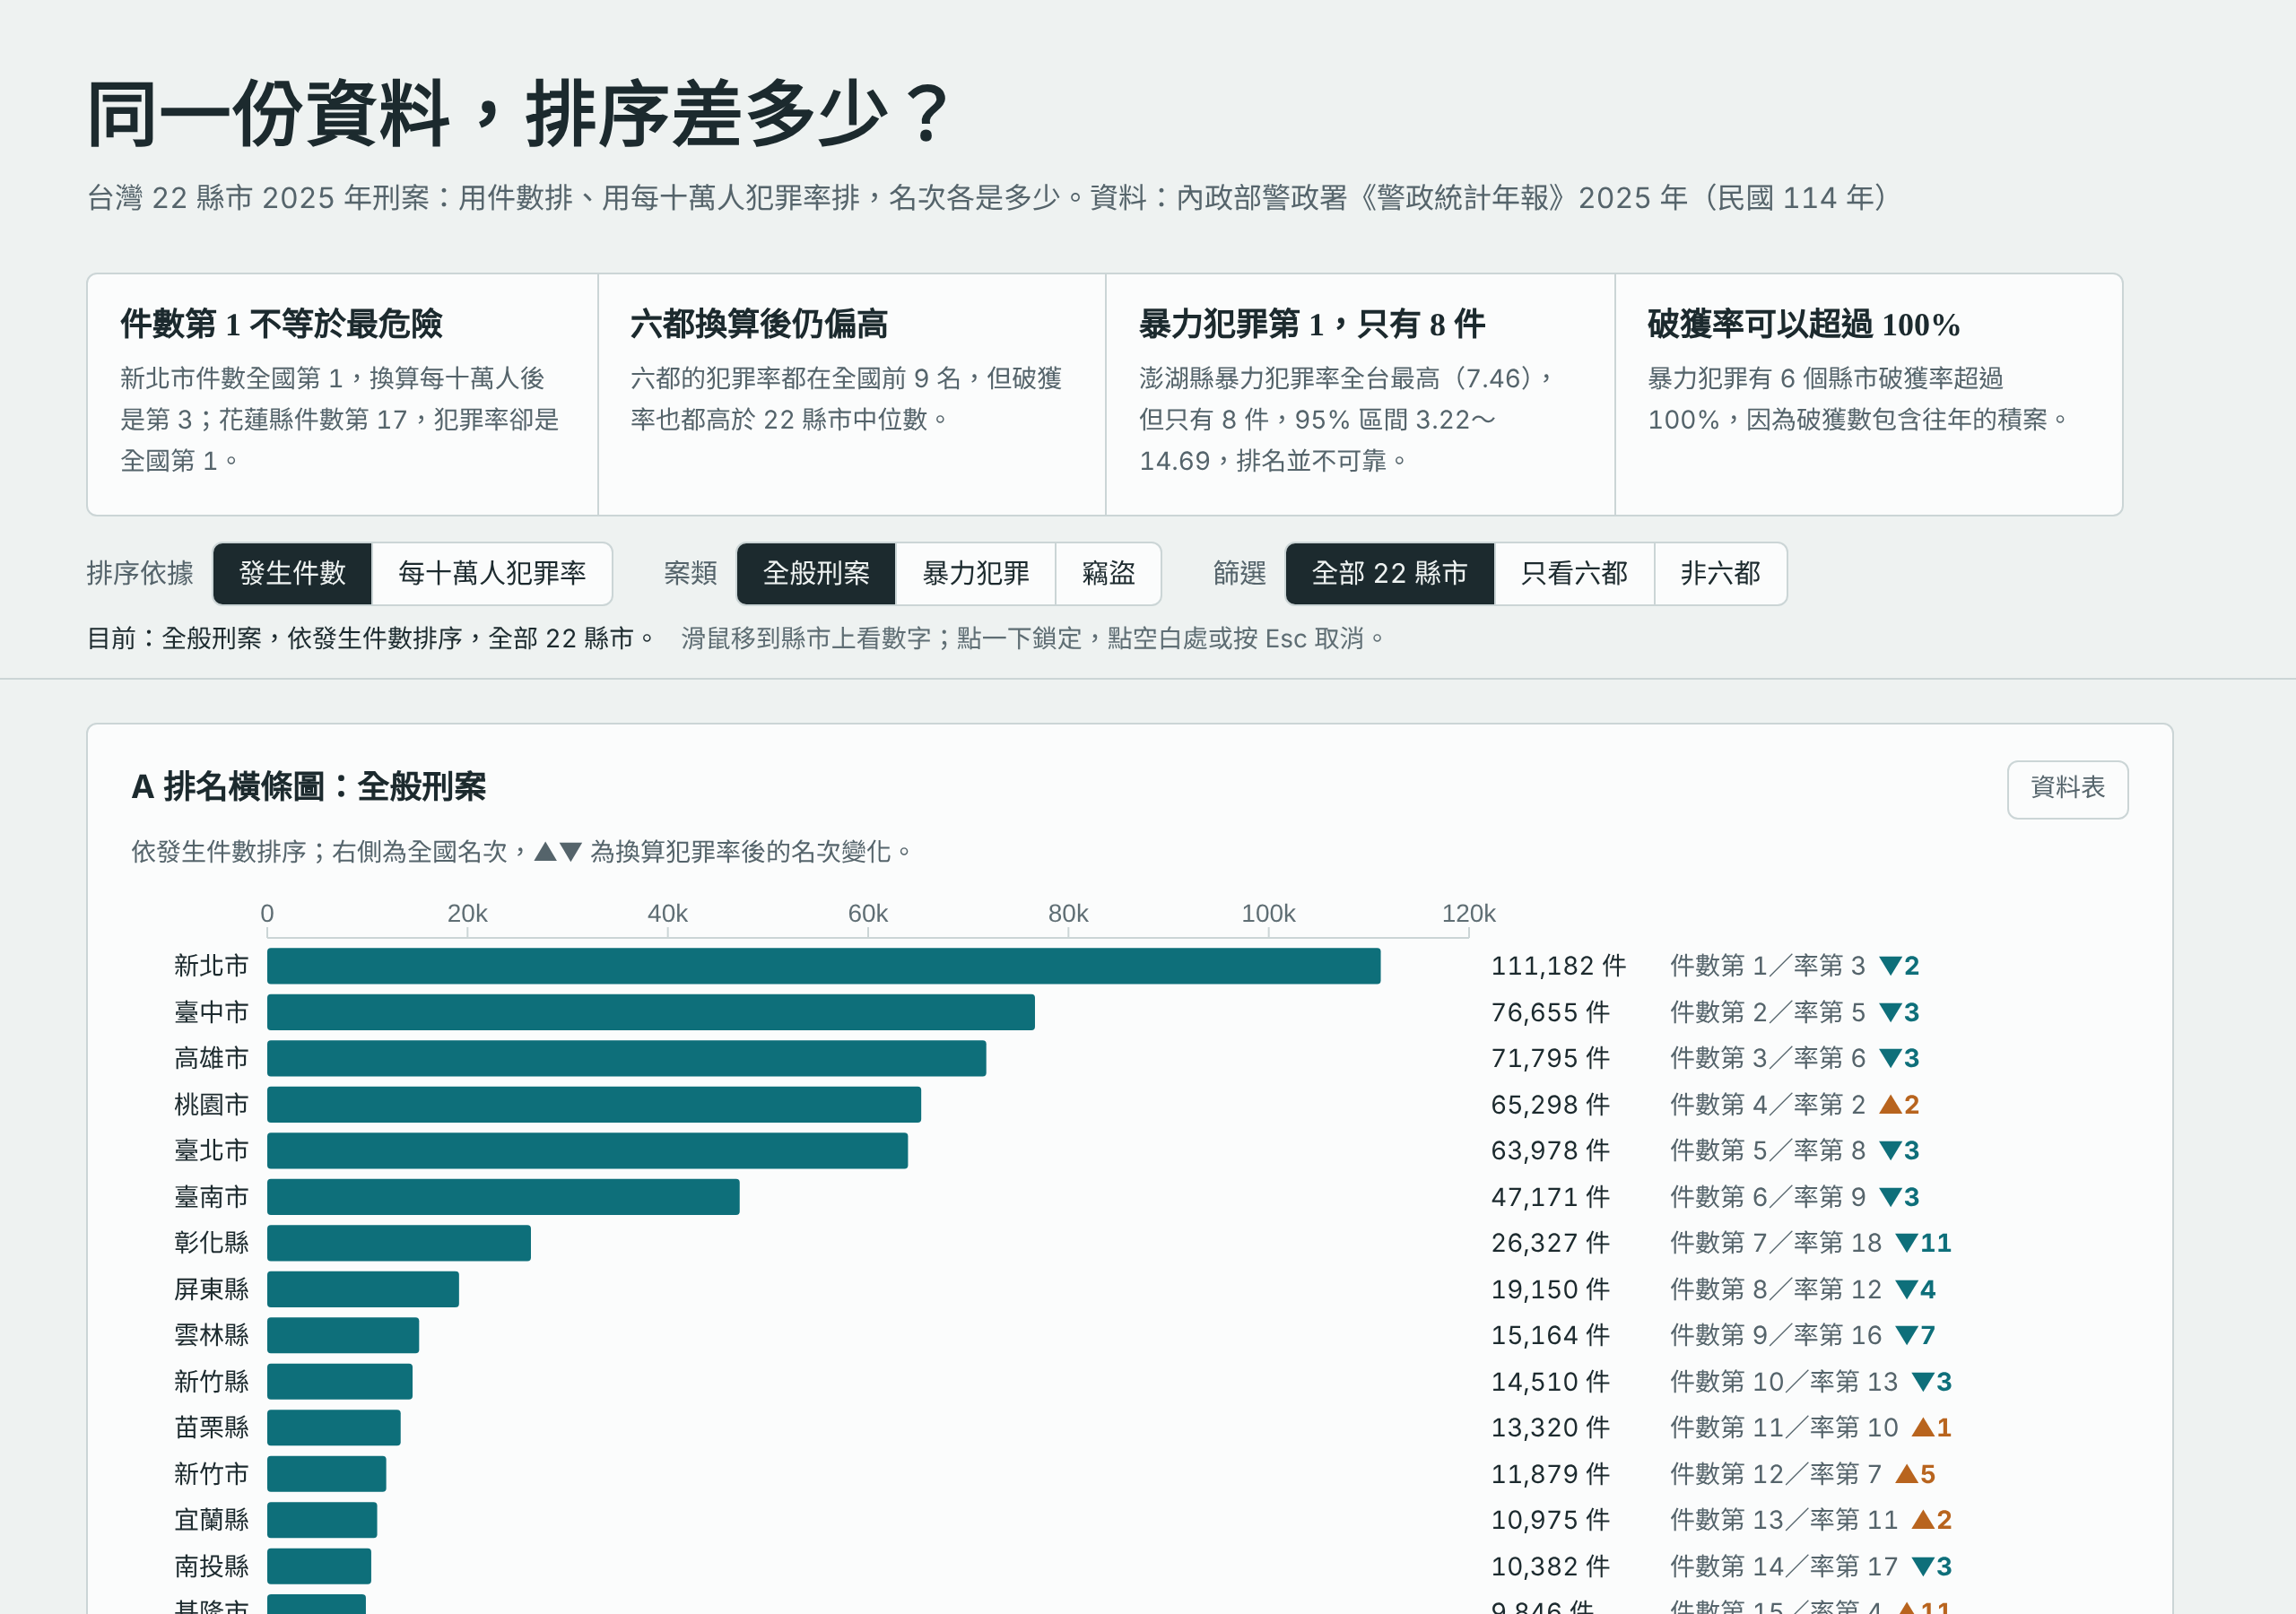 同一份資料，排序差多少？
台灣 22 縣市 2025 年刑案：用件數排、用每十萬人犯罪率排，名次各是多少。資料：內政部警政署《警政統計年報》2025 年（民國 114 年）
件數第 1 不等於最危險
新北市件數全國第 1，換算每十萬人後
是第 3；花蓮縣件數第 17，犯罪率卻是
全國第 1。
六都換算後仍偏高
六都的犯罪率都在全國前 9 名，但破獲
率也都高於 22 縣市中位數。
暴力犯罪第 1，只有 8 件
澎湖縣暴力犯罪率全台最高（7.46），
但只有 8 件，95% 區間 3.22～
14.69，排名並不可靠。
破獲率可以超過 100%
暴力犯罪有 6 個縣市破獲率超過
100%，因為破獲數包含往年的積案。
排序依據 發生件數 每十萬人犯罪率 案類 全般刑案 暴力犯罪 竊盜 篩選 全部 22 縣市 只看六都 非六都
目前：全般刑案，依發生件數排序，全部 22 縣市。 滑鼠移到縣市上看數字；點一下鎖定，點空白處或按 Esc 取消。
A 排名橫條圖：全般刑案 資料表
依發生件數排序；右側為全國名次，▲▼ 為換算犯罪率後的名次變化。
0 20k 40k 60k 80k 100k 120k
新北市 111,182 件 件數第 1／率第 3 ▼2
臺中市 76,655 件 件數第 2／率第 5 ▼3
高雄市 71,795 件 件數第 3／率第 6 ▼3
桃園市 65,298 件 件數第 4／率第 2 ▲2
臺北市 63,978 件 件數第 5／率第 8 ▼3
臺南市 47,171 件 件數第 6／率第 9 ▼3
彰化縣 26,327 件 件數第 7／率第 18 ▼11
屏東縣 19,150 件 件數第 8／率第 12 ▼4
雲林縣 15,164 件 件數第 9／率第 16 ▼7
新竹縣 14,510 件 件數第 10／率第 13 ▼3
苗栗縣 13,320 件 件數第 11／率第 10 ▲1
新竹市 11,879 件 件數第 12／率第 7 ▲5
宜蘭縣 10,975 件 件數第 13／率第 11 ▲2
南投縣 10,382 件 件數第 14／率第 17 ▼3
基隆市 9,846 件 件數第 15／率第 4 ▲11